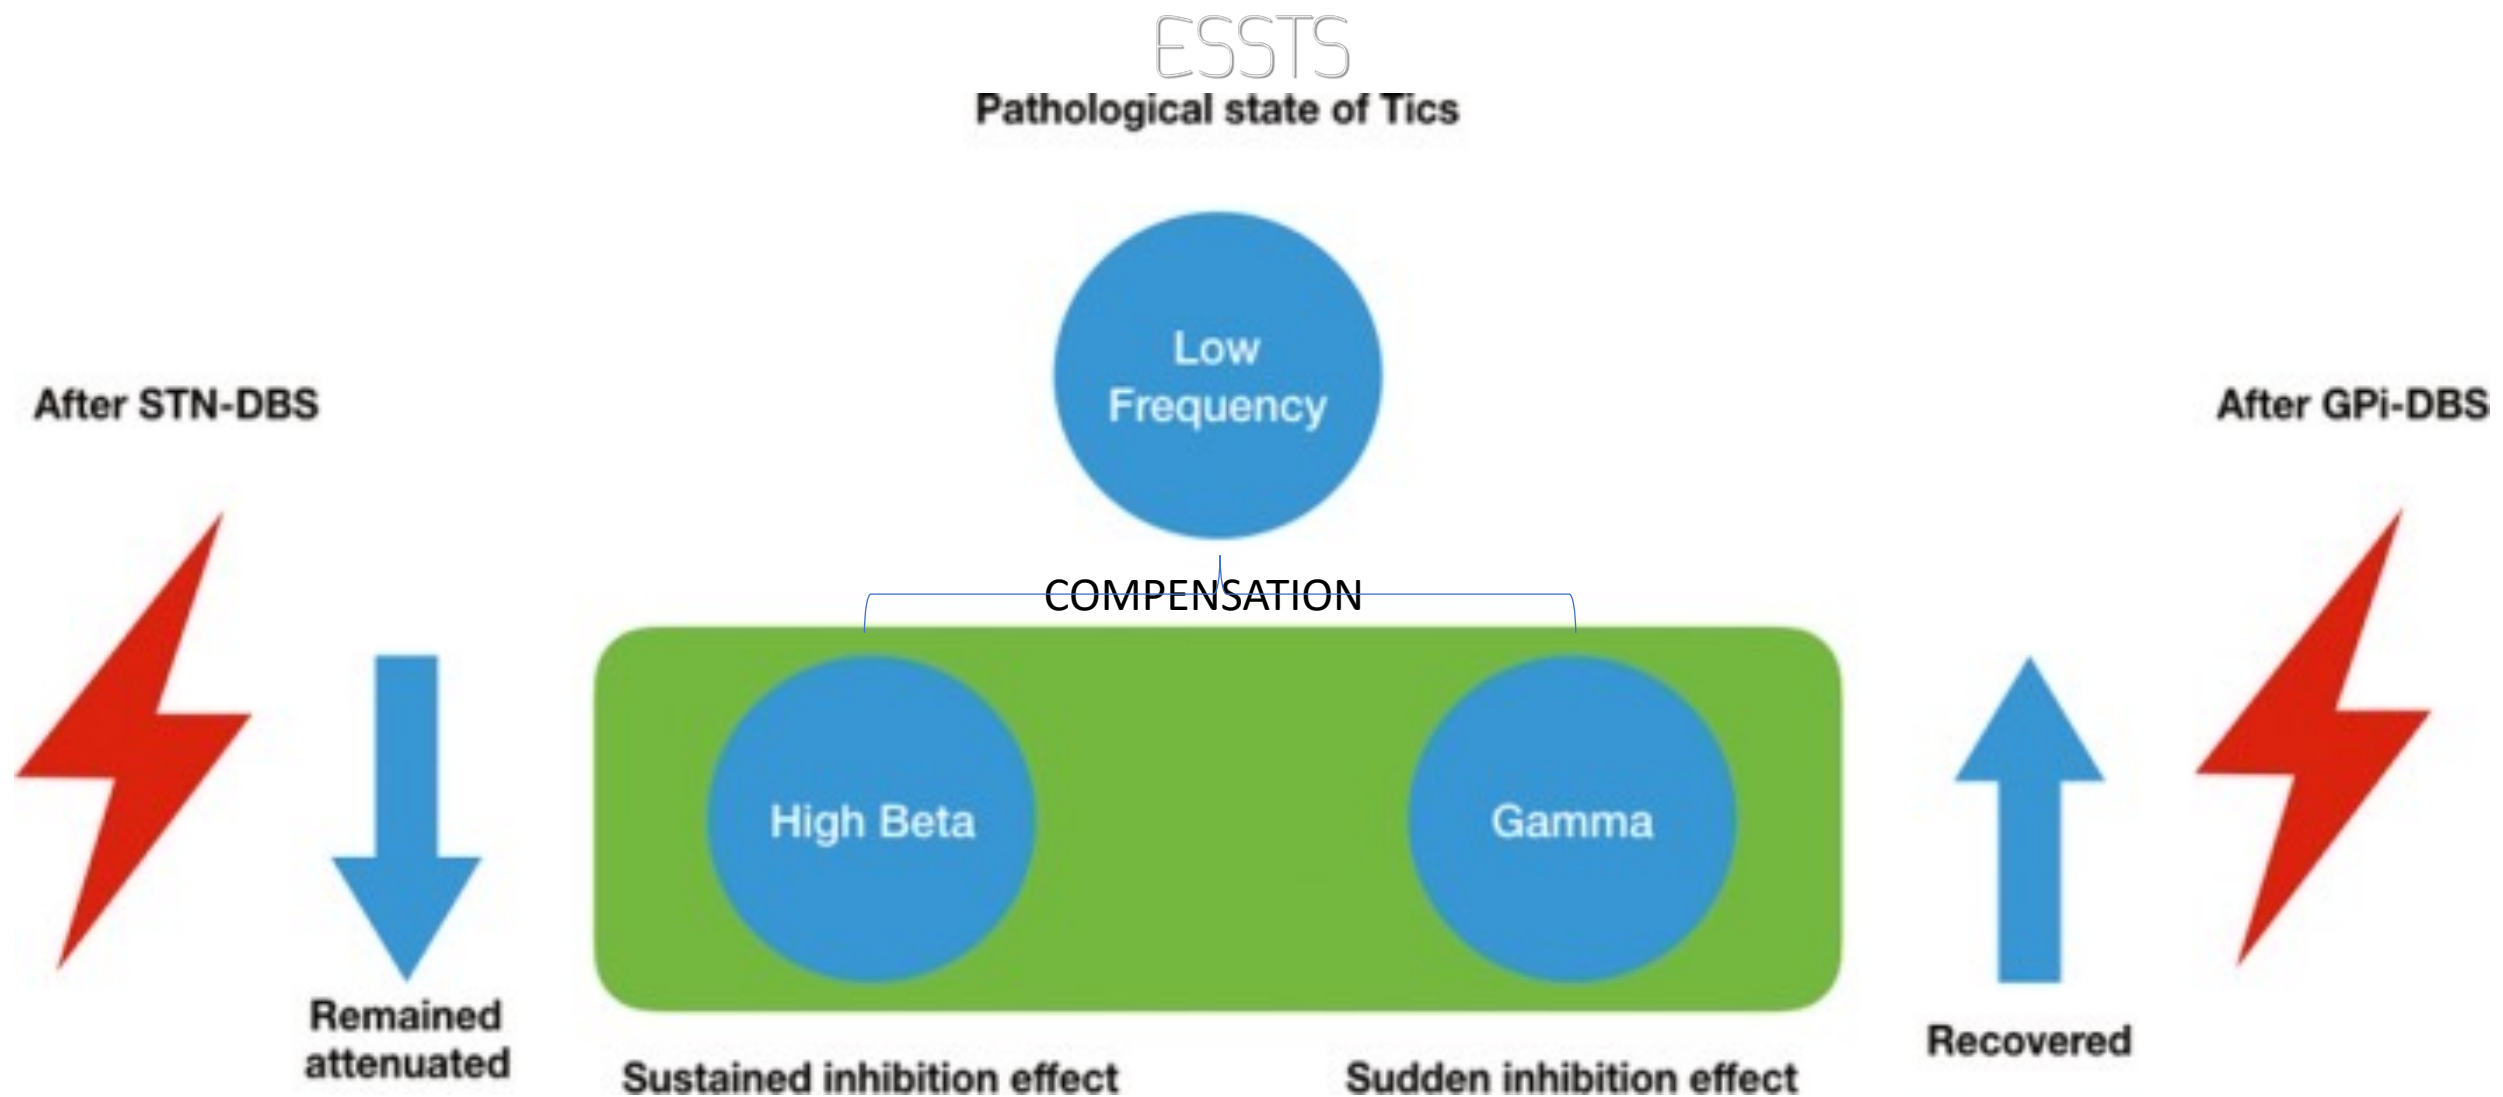 ESSTS
Pathological state of Tics
Low
Frequency
After STN-DBS
After GPi-DBS
COMPENSATION
High Beta
Gamma
Remained
attenuated
Recovered
Sustained inhibition effect
Sudden inhibition effect